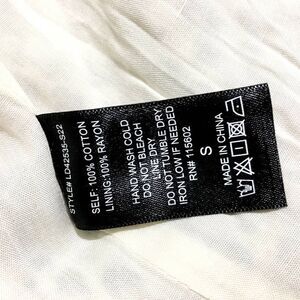 STYLE# LD42535-S22
SELF: 100% COTTON
LINING:100% RAYON
HAND WASH COLD
DO NOT BLEACH
LINE DRY
DO NOT TUMBLE DRY
IRON LOW IF NEEDED
RN# 115602
S
MADE IN CHINA